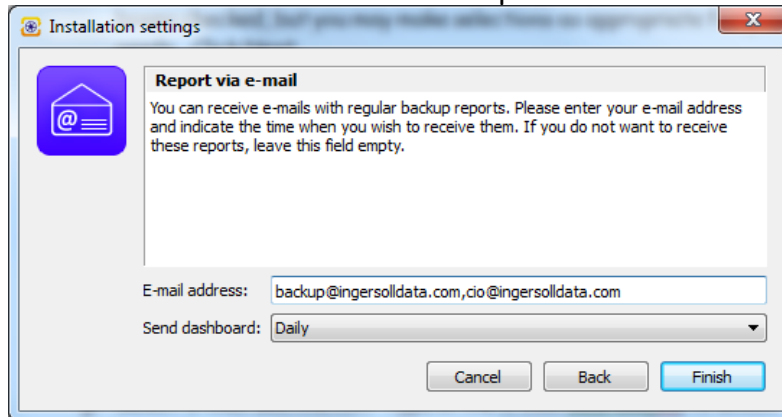 Installation settings
Report via e-mail
You can receive e-mails with regular backup reports. Please enter your e-mail address
and indicate the time when you wish to receive them. If you do not want to receive
these reports, leave this field empty.
E-mail address: backup@ingersolldata.com,cio@ingersolldata.com
Send dashboard: Daily
Cancel Back Finish